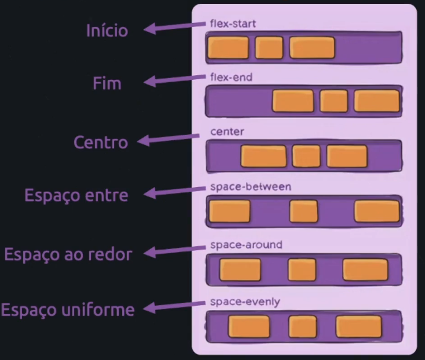 Início
flex-start
Fim
flex-end
Centro
center
Espaço entre
space-between
Espaço ao redor
space-around
Espaço uniforme
space-evenly